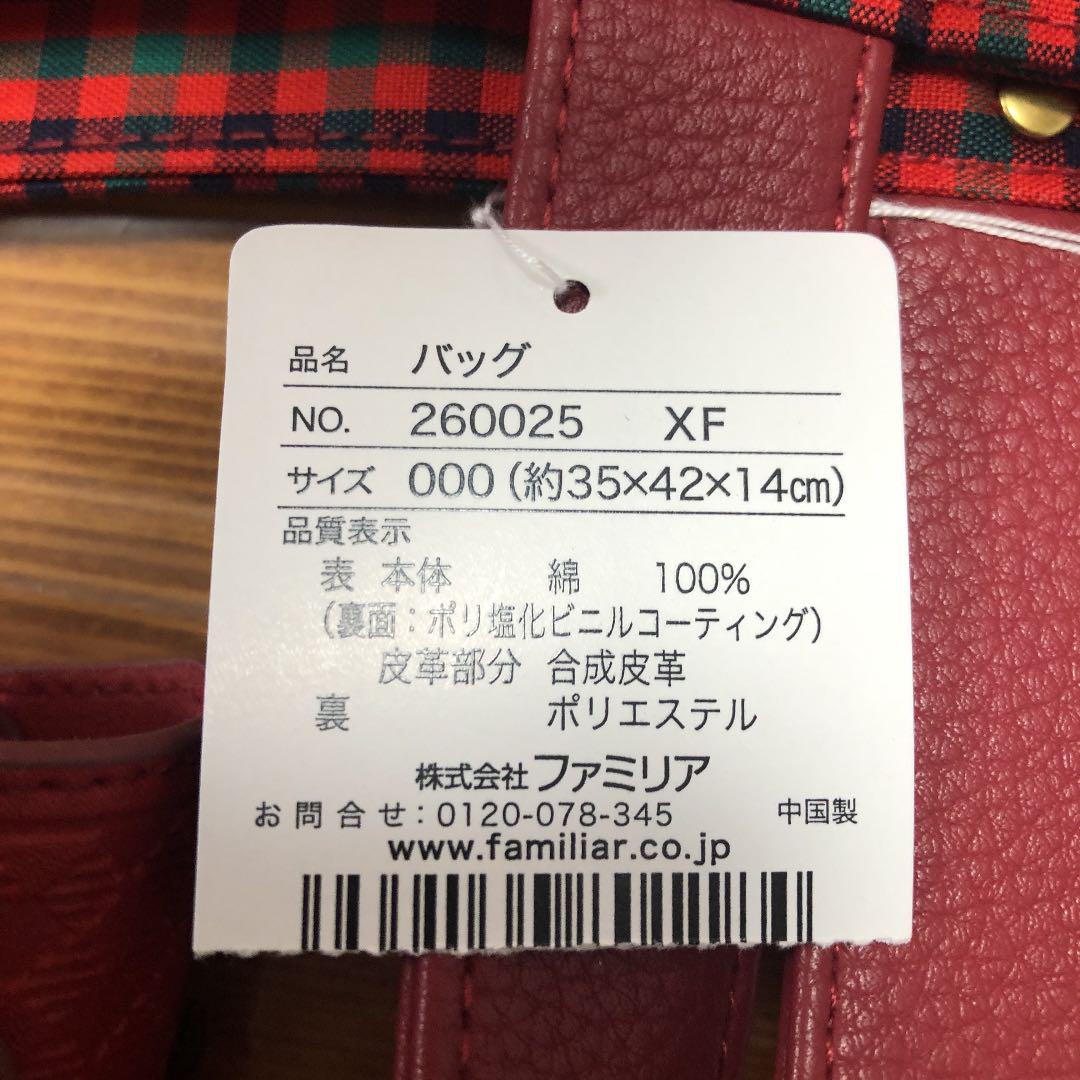 品名 バッグ
NO. 260025 XF
サイズ 000 (約35×42×14cm)
品質表示
表 本体 綿 100%
(裏面：ポリ塩化ビニルコーティング)
皮革部分 合成皮革
裏 ポリエステル
株式会社ファミリア
お問合せ：0120-078-345 中国製
www.familiar.co.jp